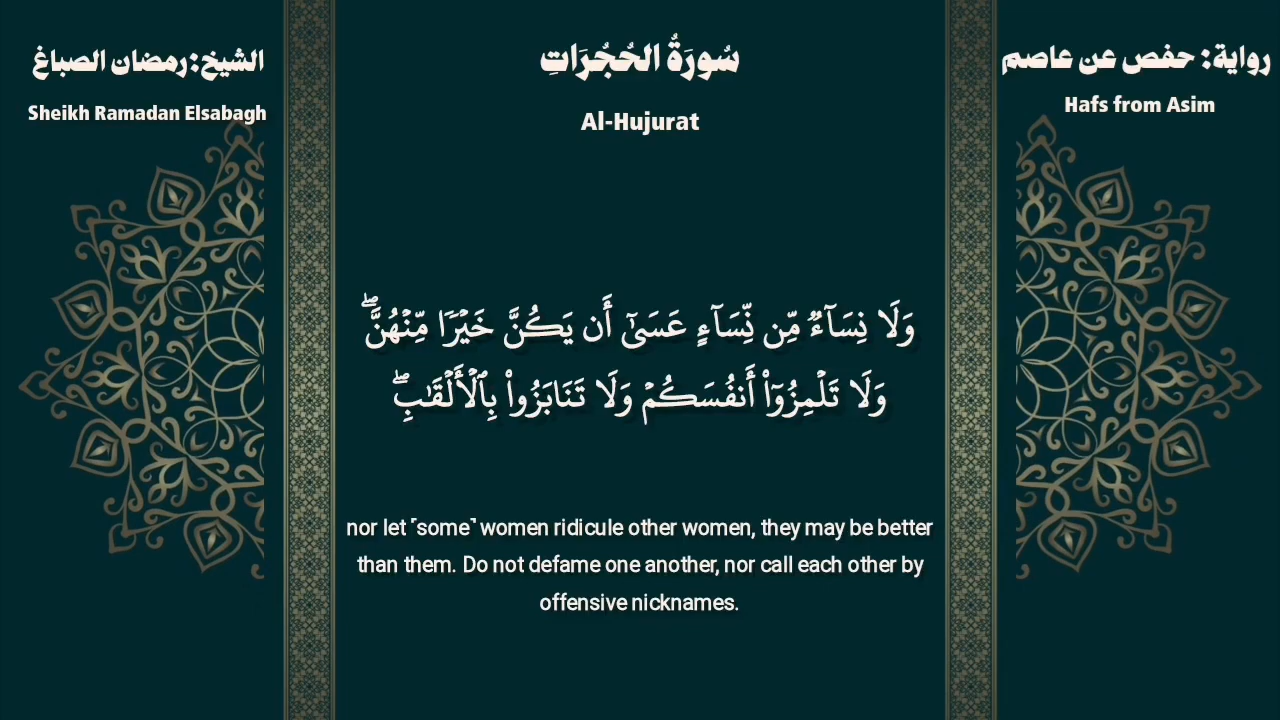 الشيخ:رمضان الصباغ
Sheikh Ramadan Elsabagh
سُورَةُ الحُجُرَاتِ
Al-Hujurat
رواية: حفص عن عاصم
Hafs from Asim
وَلَا نِسَآءٞ مِّن نِّسَآءٍ عَسَىٰٓ أَن يَكُنَّ خَيۡرٗا مِّنۡهُنَّۖ
وَلَا تَلۡمِزُوٓاْ أَنفُسَكُمۡ وَلَا تَنَابَزُواْ بِٱلۡأَلۡقَٰبِۖ
nor let ˹some˺ women ridicule other women, they may be better
than them. Do not defame one another, nor call each other by
offensive nicknames.